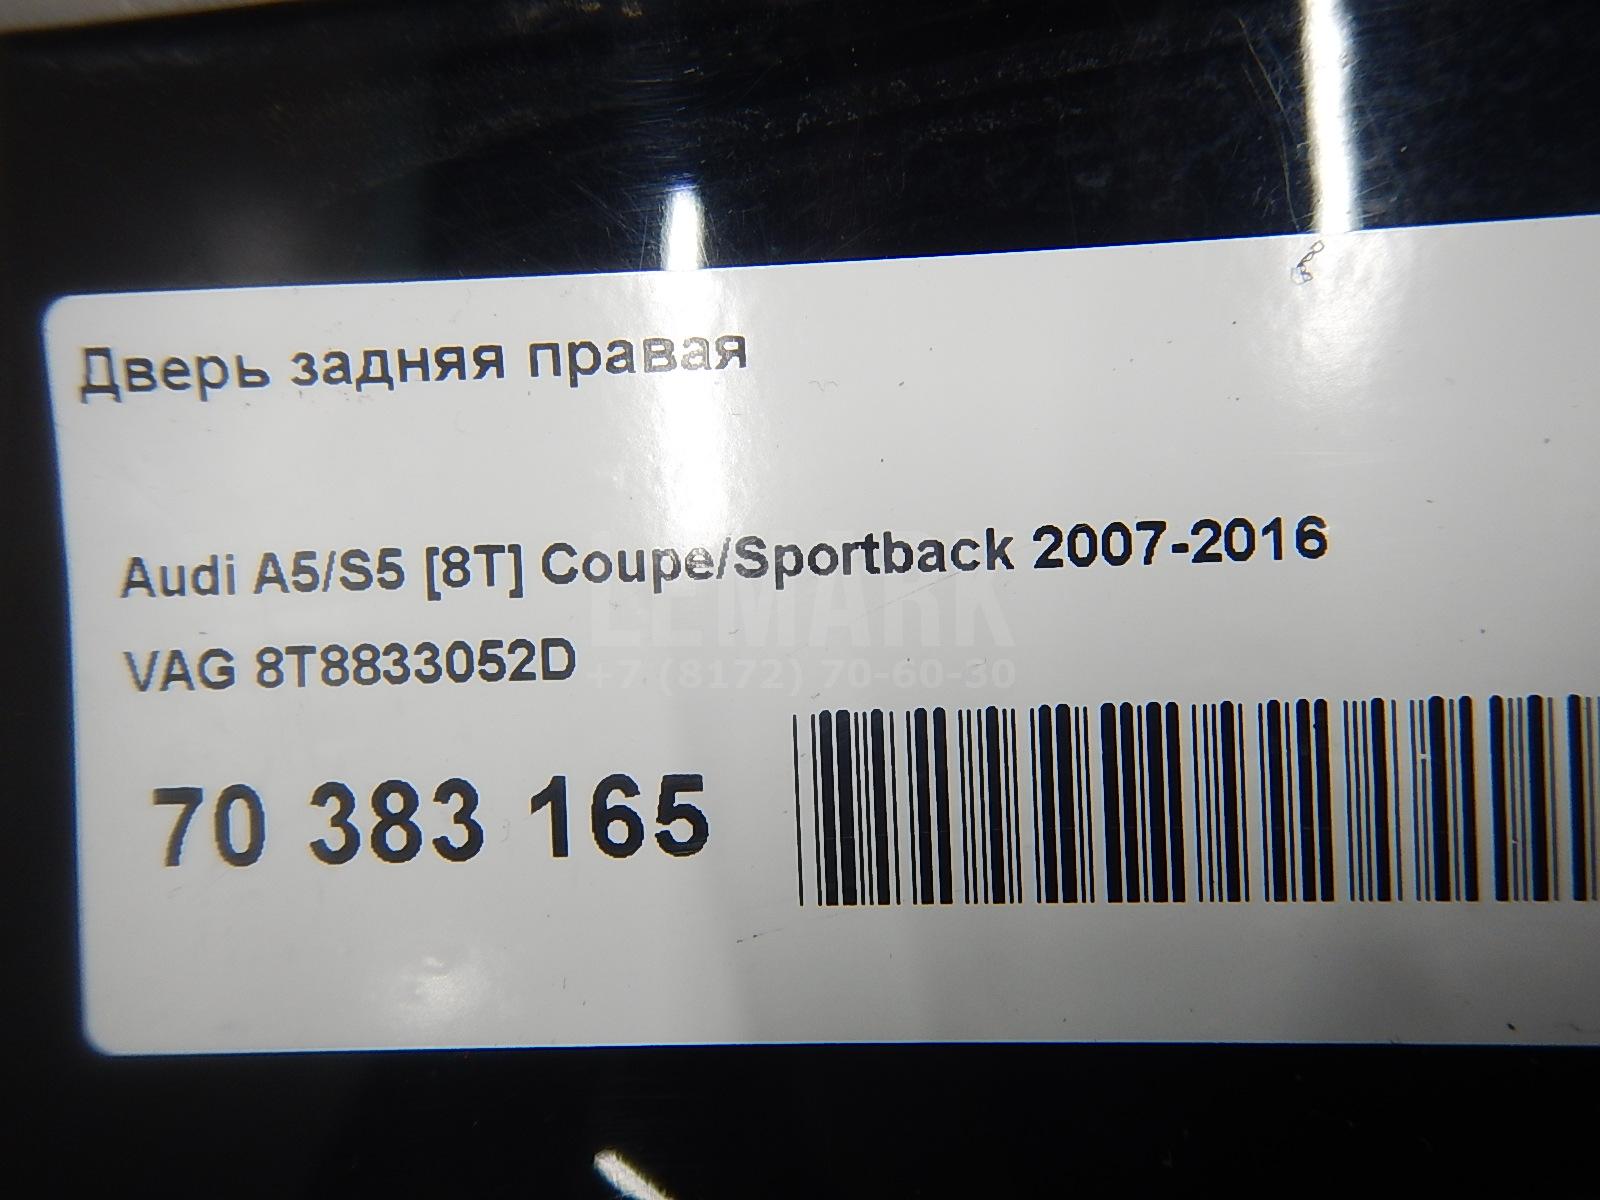 Дверь задняя правая
Audi A5/S5 [8T] Coupe/Sportback 2007-2016
LEMARK
VAG 8T8833052D
+7 (8172) 70-60-30
70 383 165